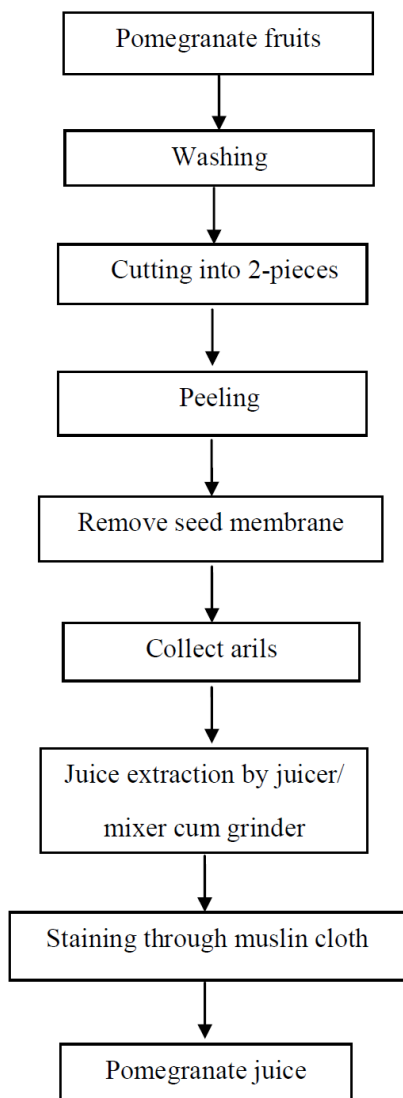 Pomegranate fruits
Washing
Cutting into 2-pieces
Peeling
Remove seed membrane
Collect arils
Juice extraction by juicer/
mixer cum grinder
Staining through muslin cloth
Pomegranate juice